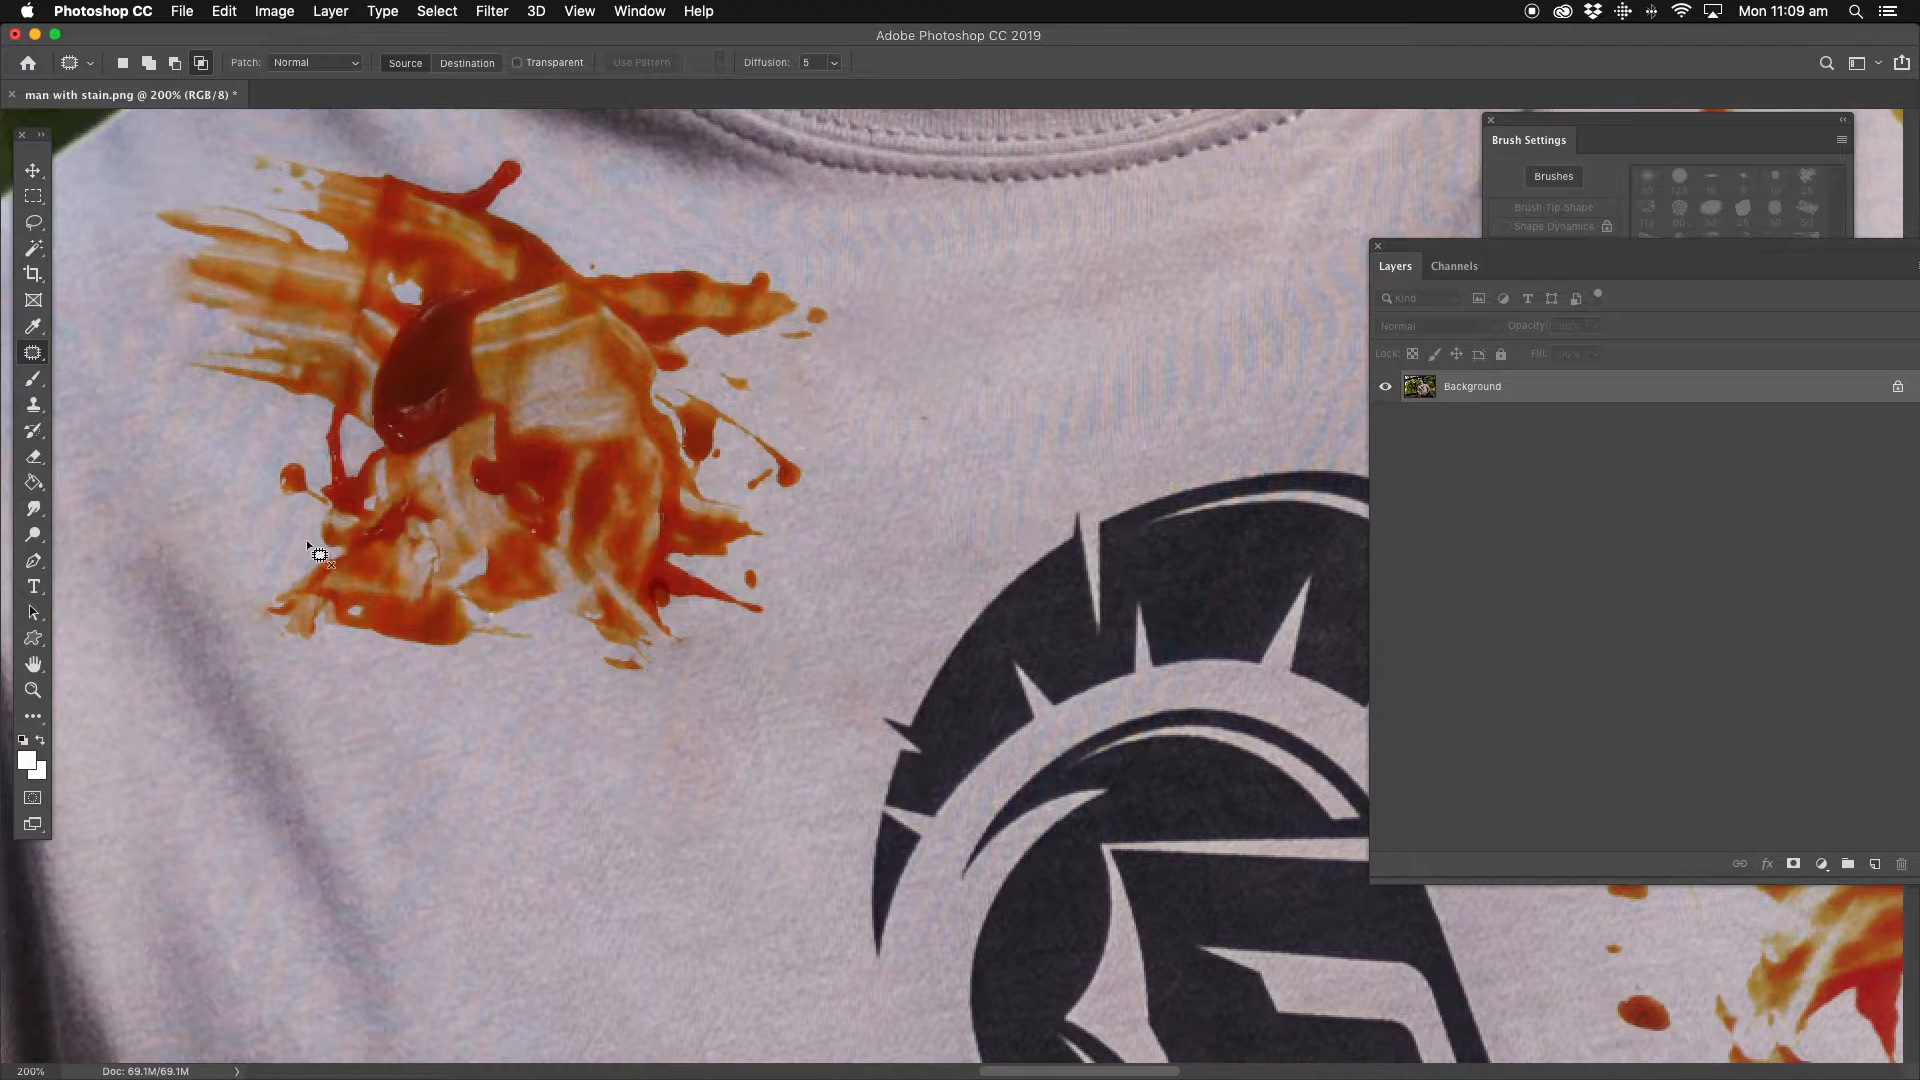 Photoshop CC File Edit Image Layer Type Select Filter 3D View Window Help Mon 11:09 am
Adobe Photoshop CC 2019
Patch: Normal Source Destination Transparent Use Pattern Diffusion: 5
man with stain.png @ 200% (RGB/8) *
Brush Settings
Brushes
Brush Tip Shape
Shape Dynamics
Layers Channels
Kind
Normal Opacity: 100%
Lock: Fill:
Background
200% Doc: 69.1M/69.1M